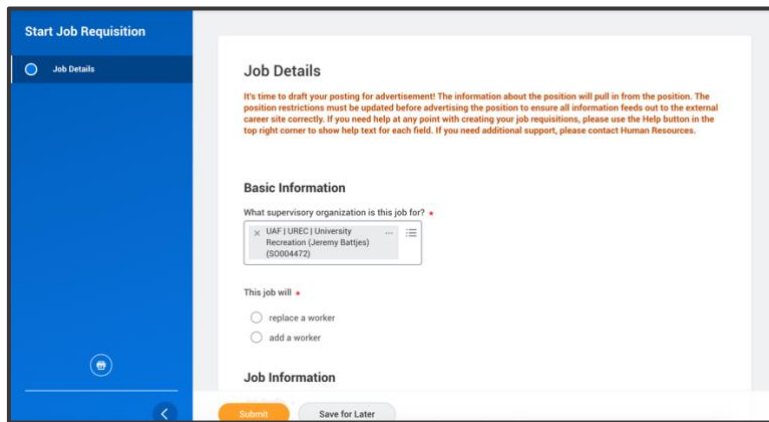 Start Job Requisition
Job Details
Job Details
It's time to draft your posting for advertisement! The information about the position will pull in from the position. The
position restrictions must be updated before advertising the position to ensure all information feeds out to the external
career site correctly. If you need help at any point with creating your job requisitions, please use the Help button in the
top right corner to show help text for each field. If you need additional support, please contact Human Resources.
Basic Information
What supervisory organization is this job for? *
× UAF | UREC | University ...
Recreation (Jeremy Battjes)
(SO004472)
This job will *
replace a worker
add a worker
Job Information
Submit
Save for Later